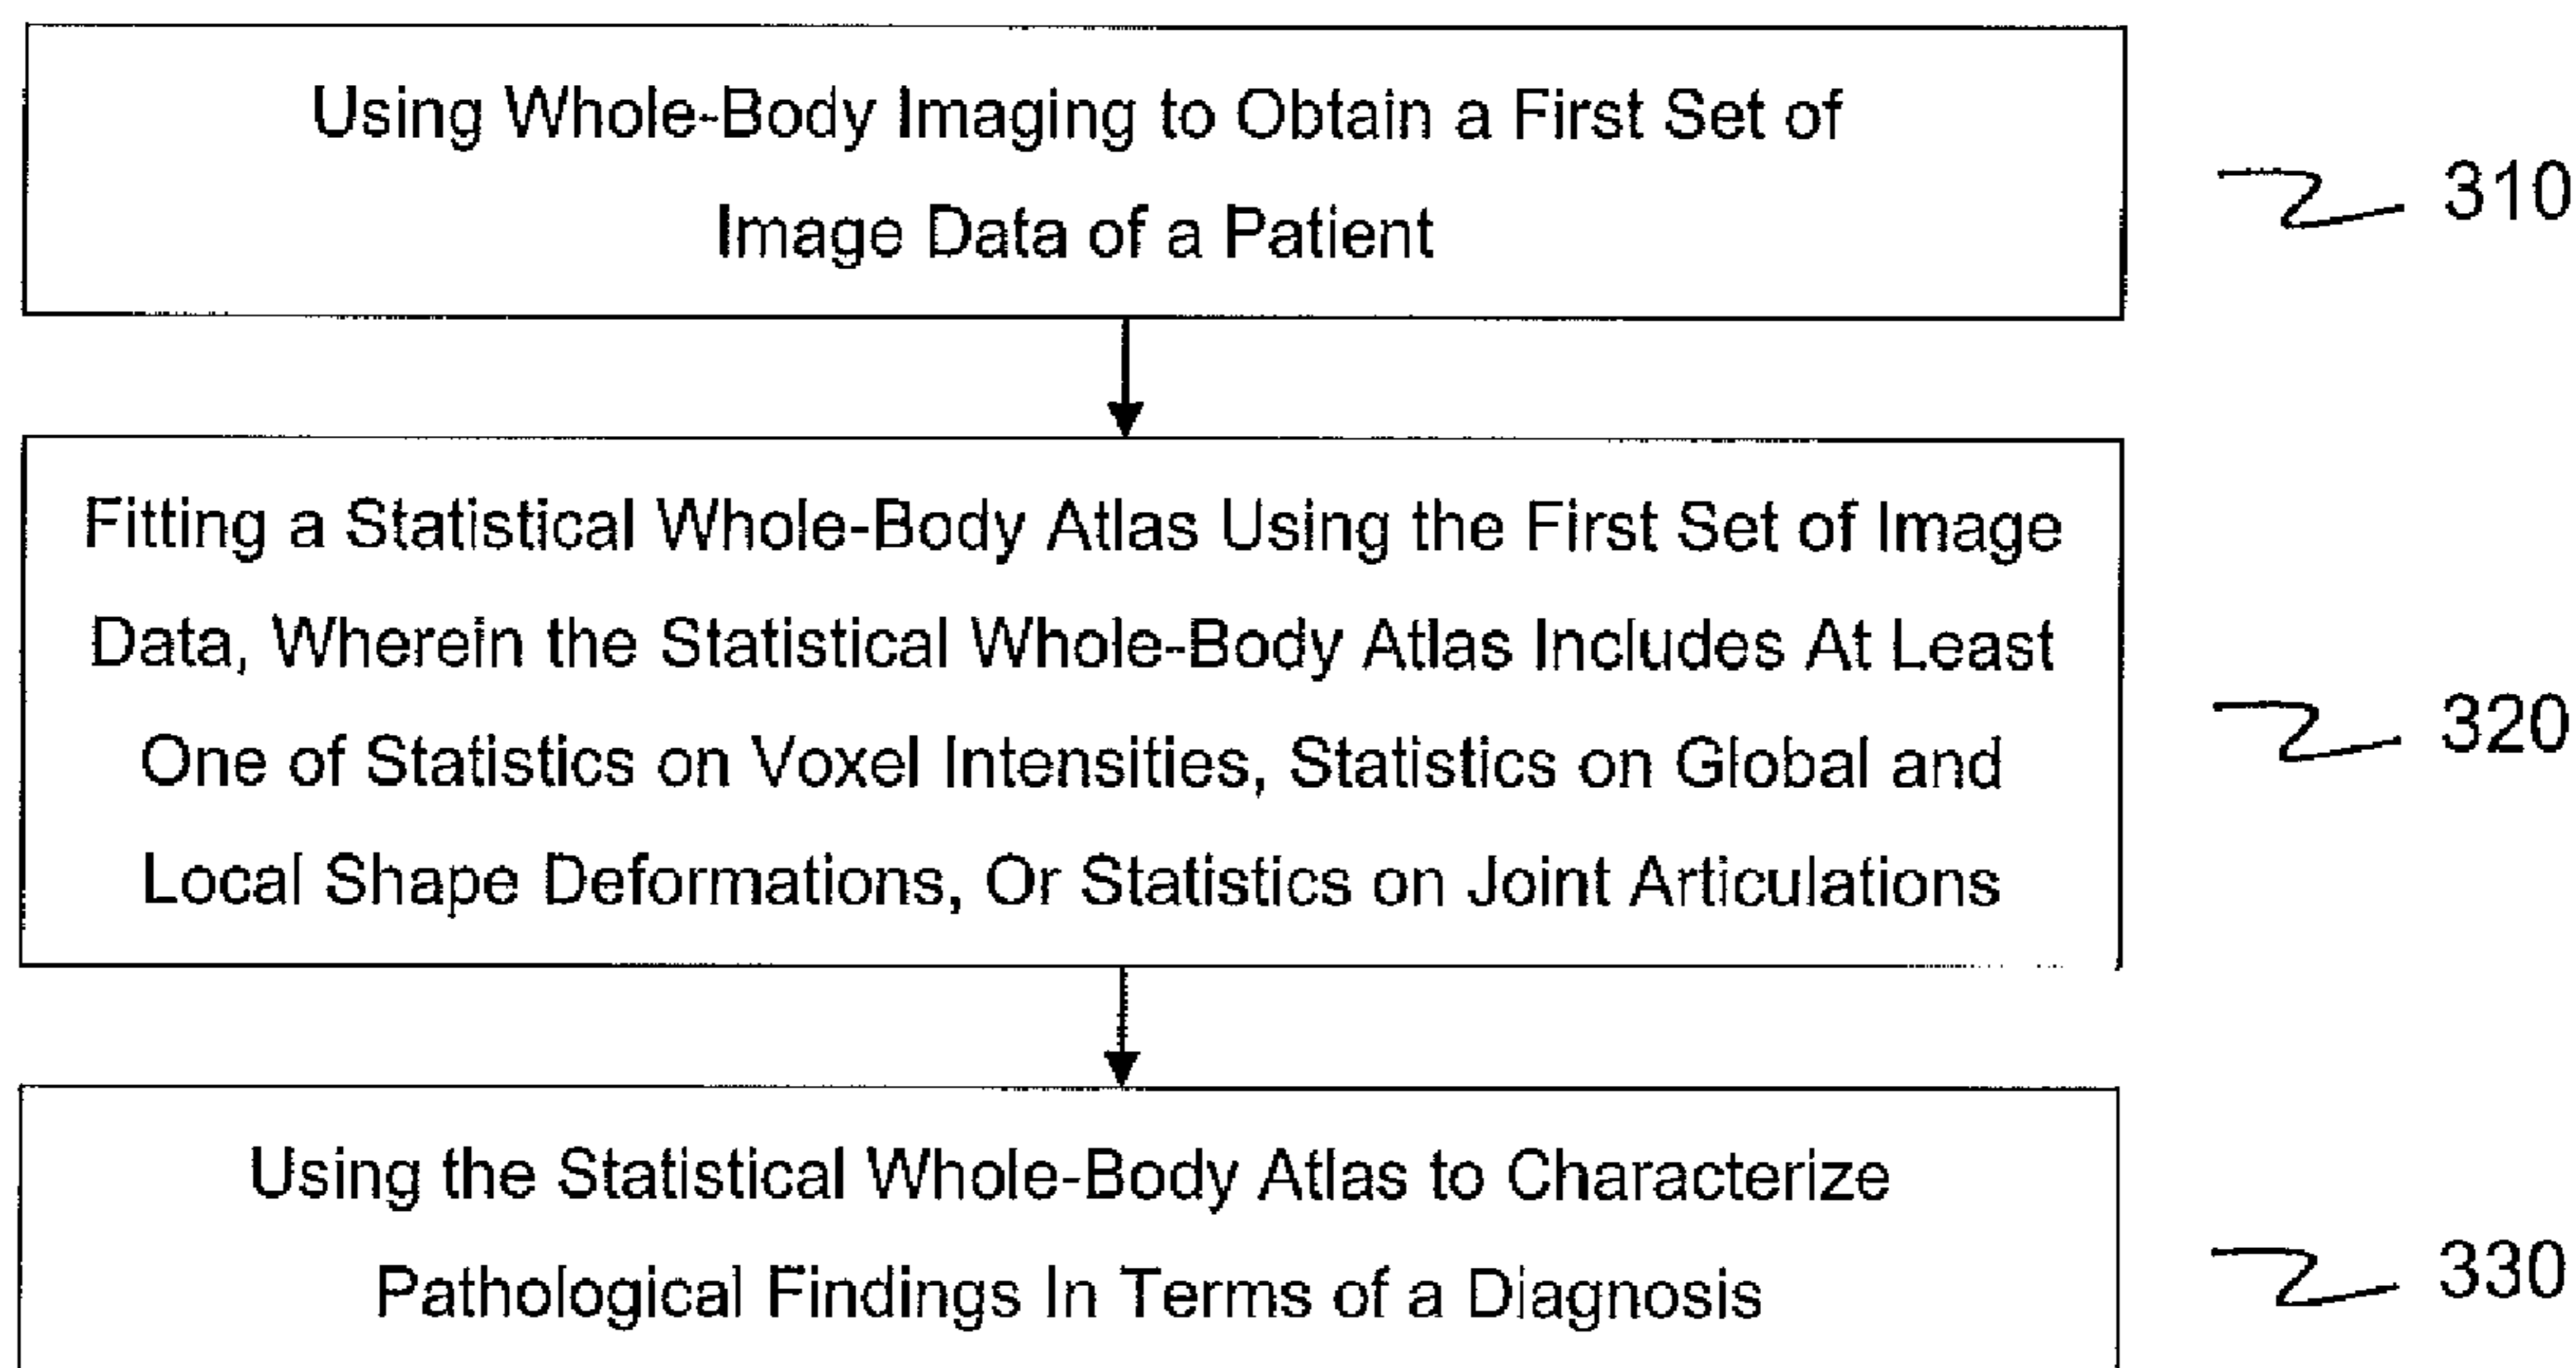 Using Whole-Body Imaging to Obtain a First Set of
Image Data of a Patient
310
Fitting a Statistical Whole-Body Atlas Using the First Set of Image
Data, Wherein the Statistical Whole-Body Atlas Includes At Least
One of Statistics on Voxel Intensities, Statistics on Global and
Local Shape Deformations, Or Statistics on Joint Articulations
320
Using the Statistical Whole-Body Atlas to Characterize
Pathological Findings In Terms of a Diagnosis
330